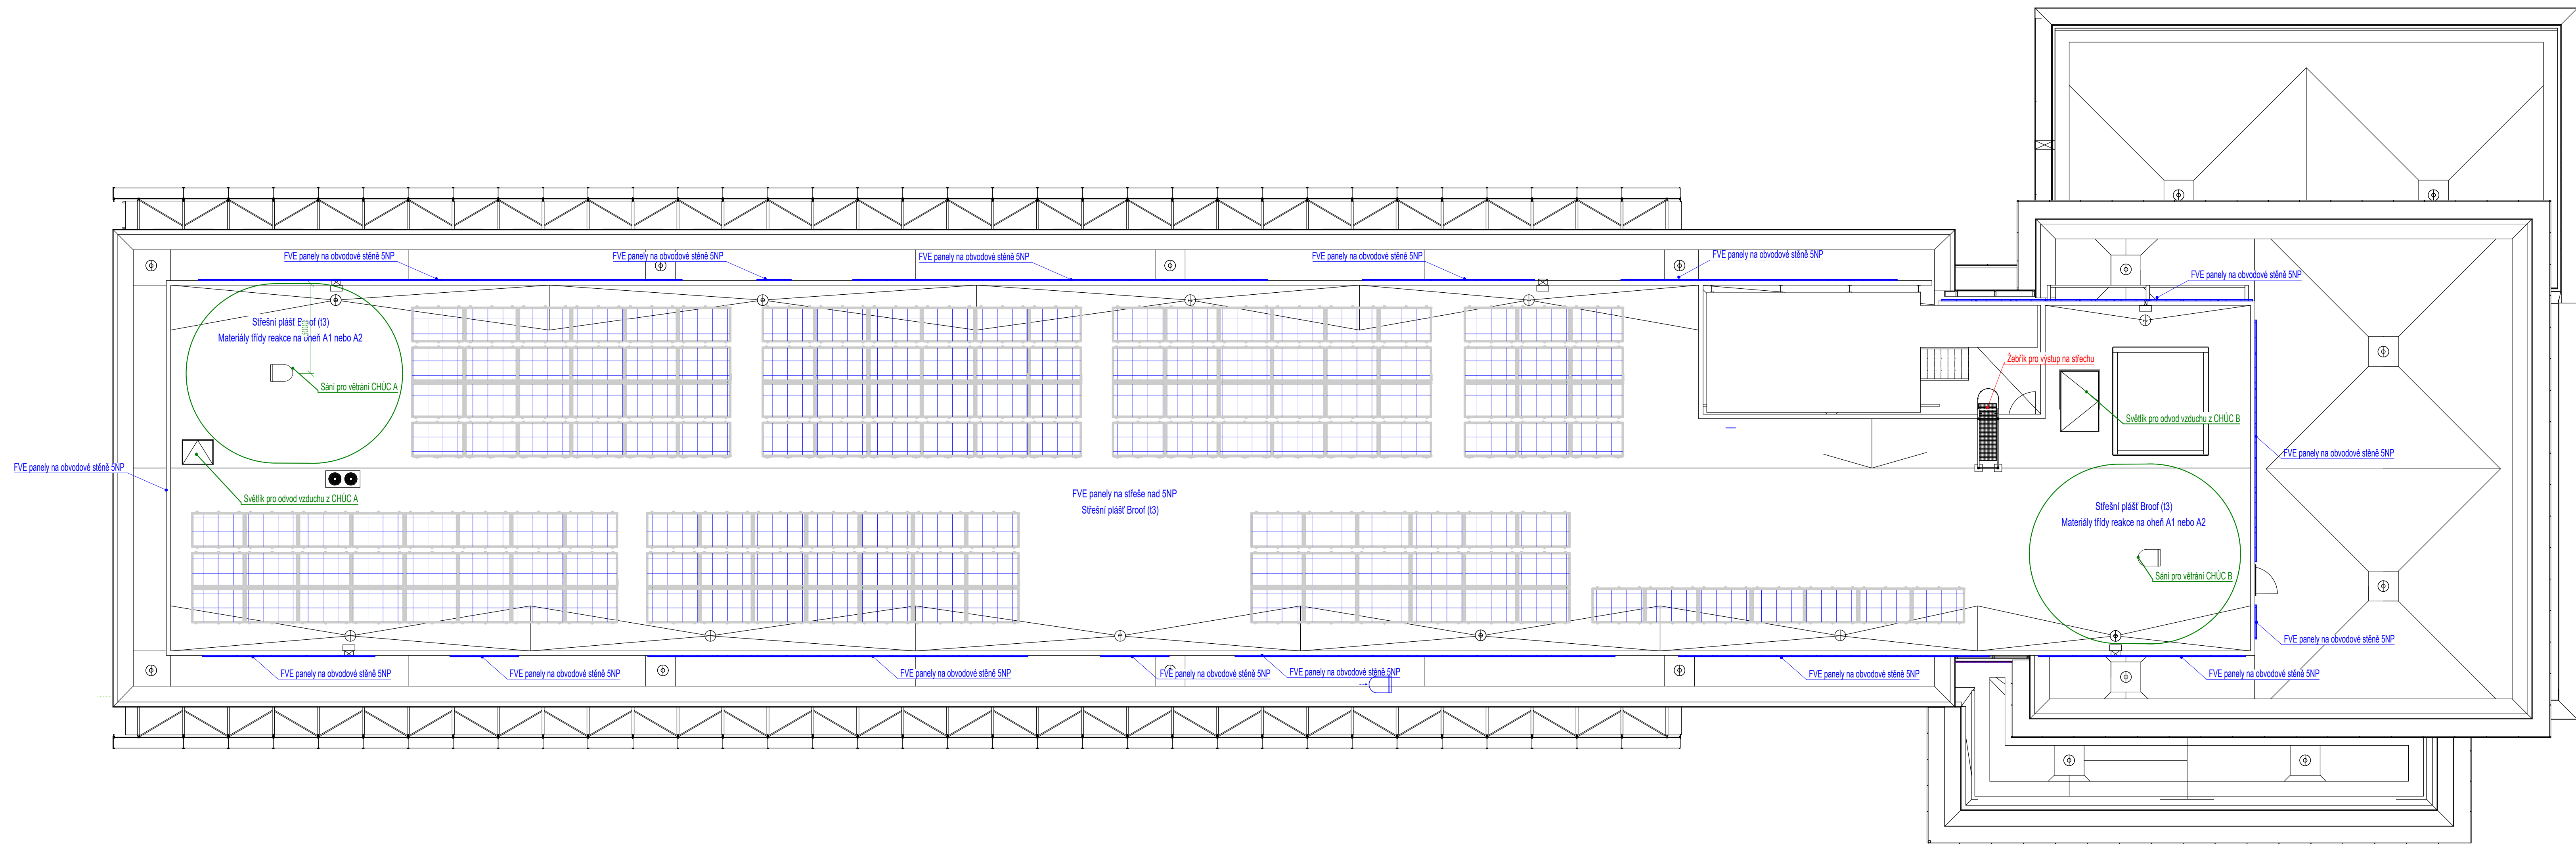 FVE panely na obvodové stěně 5NP
FVE panely na obvodové stěně 5NP
FVE panely na obvodové stěně 5NP
FVE panely na obvodové stěně 5NP
FVE panely na obvodové stěně 5NP
FVE panely na obvodové stěně 5NP
Střešní plášť Broof (t3)
Materiály třídy reakce na oheň A1 nebo A2
5000
Sání pro větrání CHÚC A
Žebřík pro výstup na střechu
Světlík pro odvod vzduchu z CHÚC B
FVE panely na obvodové stěně 5NP
FVE panely na obvodové stěně 5NP
Světlík pro odvod vzduchu z CHÚC A
FVE panely na střeše nad 5NP
Střešní plášť Broof (t3)
Střešní plášť Broof (t3)
Materiály třídy reakce na oheň A1 nebo A2
Sání pro větrání CHÚC B
FVE panely na obvodové stěně 5NP
FVE panely na obvodové stěně 5NP
FVE panely na obvodové stěně 5NP
FVE panely na obvodové stěně 5NP
FVE panely na obvodové stěně 5NP
FVE panely na obvodové stěně 5NP
FVE panely na obvodové stěně 5NP
FVE panely na obvodové stěně 5NP